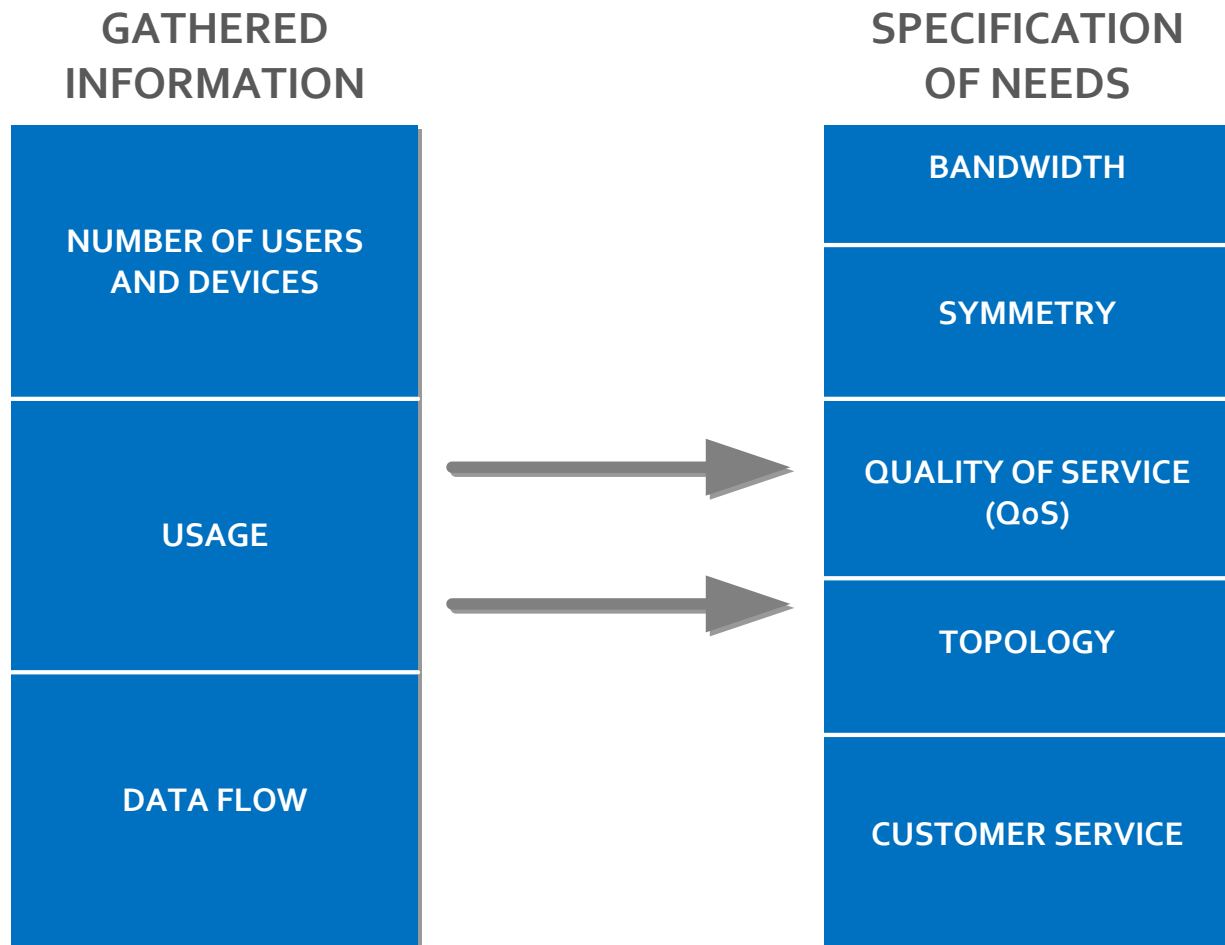 GATHERED
INFORMATION
NUMBER OF USERS
AND DEVICES
USAGE
DATA FLOW
SPECIFICATION
OF NEEDS
BANDWIDTH
SYMMETRY
QUALITY OF SERVICE
(QoS)
TOPOLOGY
CUSTOMER SERVICE